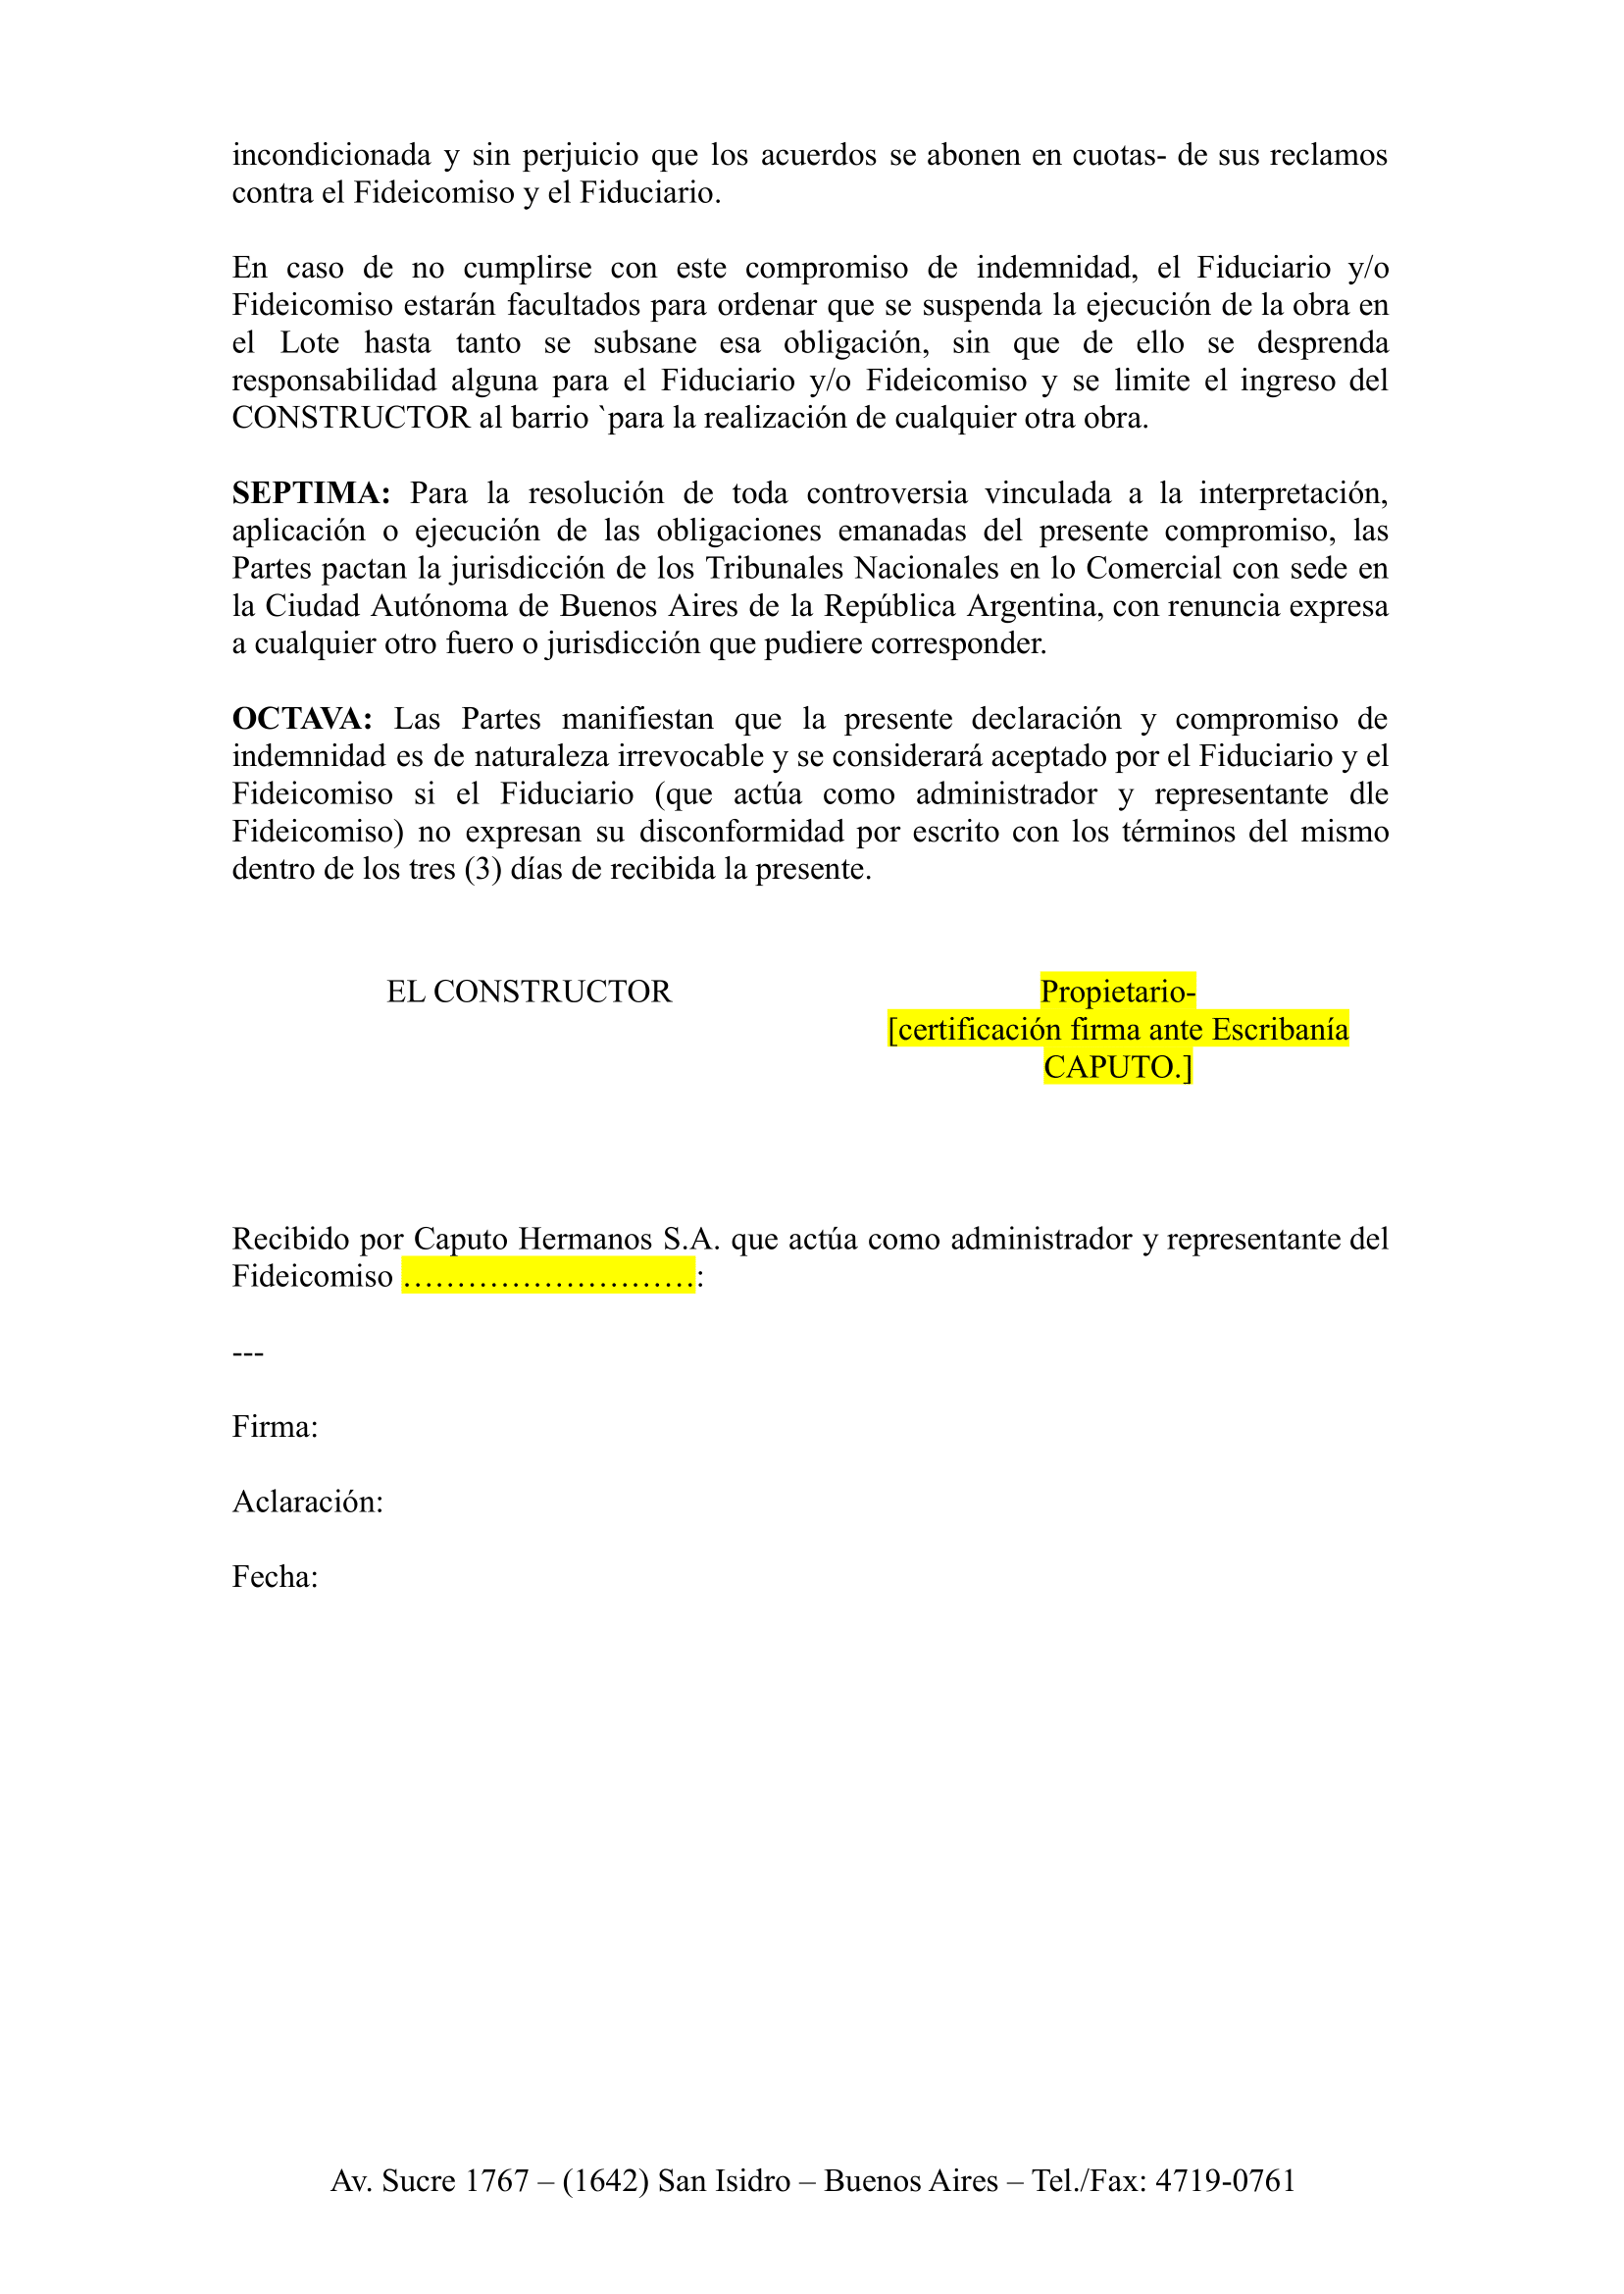 incondicionada y sin perjuicio que los acuerdos se abonen en cuotas- de sus reclamos
contra el Fideicomiso y el Fiduciario.
En caso de no cumplirse con este compromiso de indemnidad, el Fiduciario y/o
Fideicomiso estarán facultados para ordenar que se suspenda la ejecución de la obra en
el Lote hasta tanto se subsane esa obligación, sin que de ello se desprenda
responsabilidad alguna para el Fiduciario y/o Fideicomiso y se limite el ingreso del
CONSTRUCTOR al barrio `para la realización de cualquier otra obra.
SEPTIMA: Para la resolución de toda controversia vinculada a la interpretación,
aplicación o ejecución de las obligaciones emanadas del presente compromiso, las
Partes pactan la jurisdicción de los Tribunales Nacionales en lo Comercial con sede en
la Ciudad Autónoma de Buenos Aires de la República Argentina, con renuncia expresa
a cualquier otro fuero o jurisdicción que pudiere corresponder.
OCTAVA: Las Partes manifiestan que la presente declaración y compromiso de
indemnidad es de naturaleza irrevocable y se considerará aceptado por el Fiduciario y el
Fideicomiso si el Fiduciario (que actúa como administrador y representante dle
Fideicomiso) no expresan su disconformidad por escrito con los términos del mismo
dentro de los tres (3) días de recibida la presente.
EL CONSTRUCTOR
Propietario-
[certificación firma ante Escribanía
CAPUTO.]
Recibido por Caputo Hermanos S.A. que actúa como administrador y representante del
Fideicomiso ………………………:
---
Firma:
Aclaración:
Fecha:
Av. Sucre 1767 – (1642) San Isidro – Buenos Aires – Tel./Fax: 4719-0761